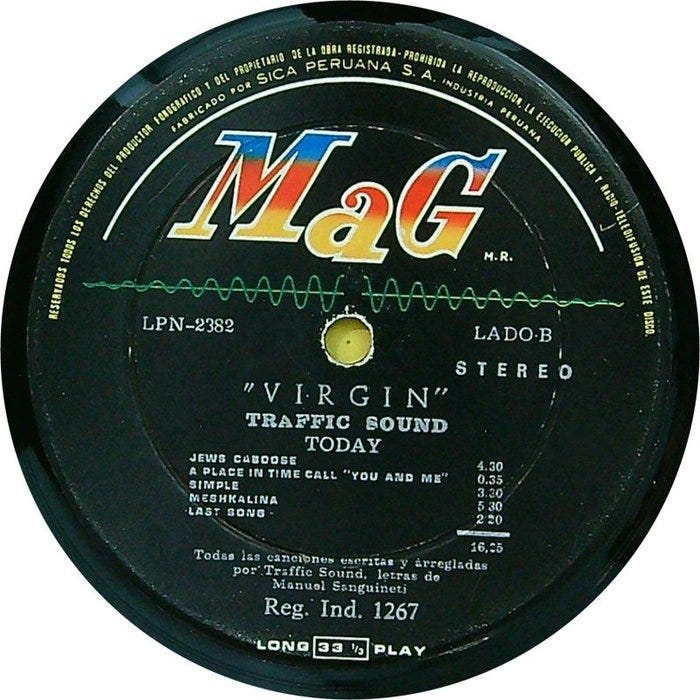 RESERVADOS TODOS LOS DERECHOS DEL PRODUCTOR FONOGRAFICO Y DEL PROPIETARIO DE LA OBRA REGISTRADA - PROHIBIDA LA REPRODUCCION, LA EJECUCION PUBLICA Y RADIO-TELEDIFUSION DE ESTE DISCO.
FABRICADO POR SICA PERUANA S. A. INDUSTRIA PERUANA
MaG
M.R.
LPN-2382
LADO-B
STEREO
"VIRGIN"
TRAFFIC SOUND
TODAY
JEWS CABOOSE 4.30
A PLACE IN TIME CALL "YOU AND ME" 0.35
SIMPLE 3.30
MESHKALINA 5 30
LAST SONG 2 20
16,25
Todas las canciones escritas y arregladas
por Traffic Sound, letras de
Manuel Sanguineti
Reg. Ind. 1267
LONG 33 1/3 PLAY